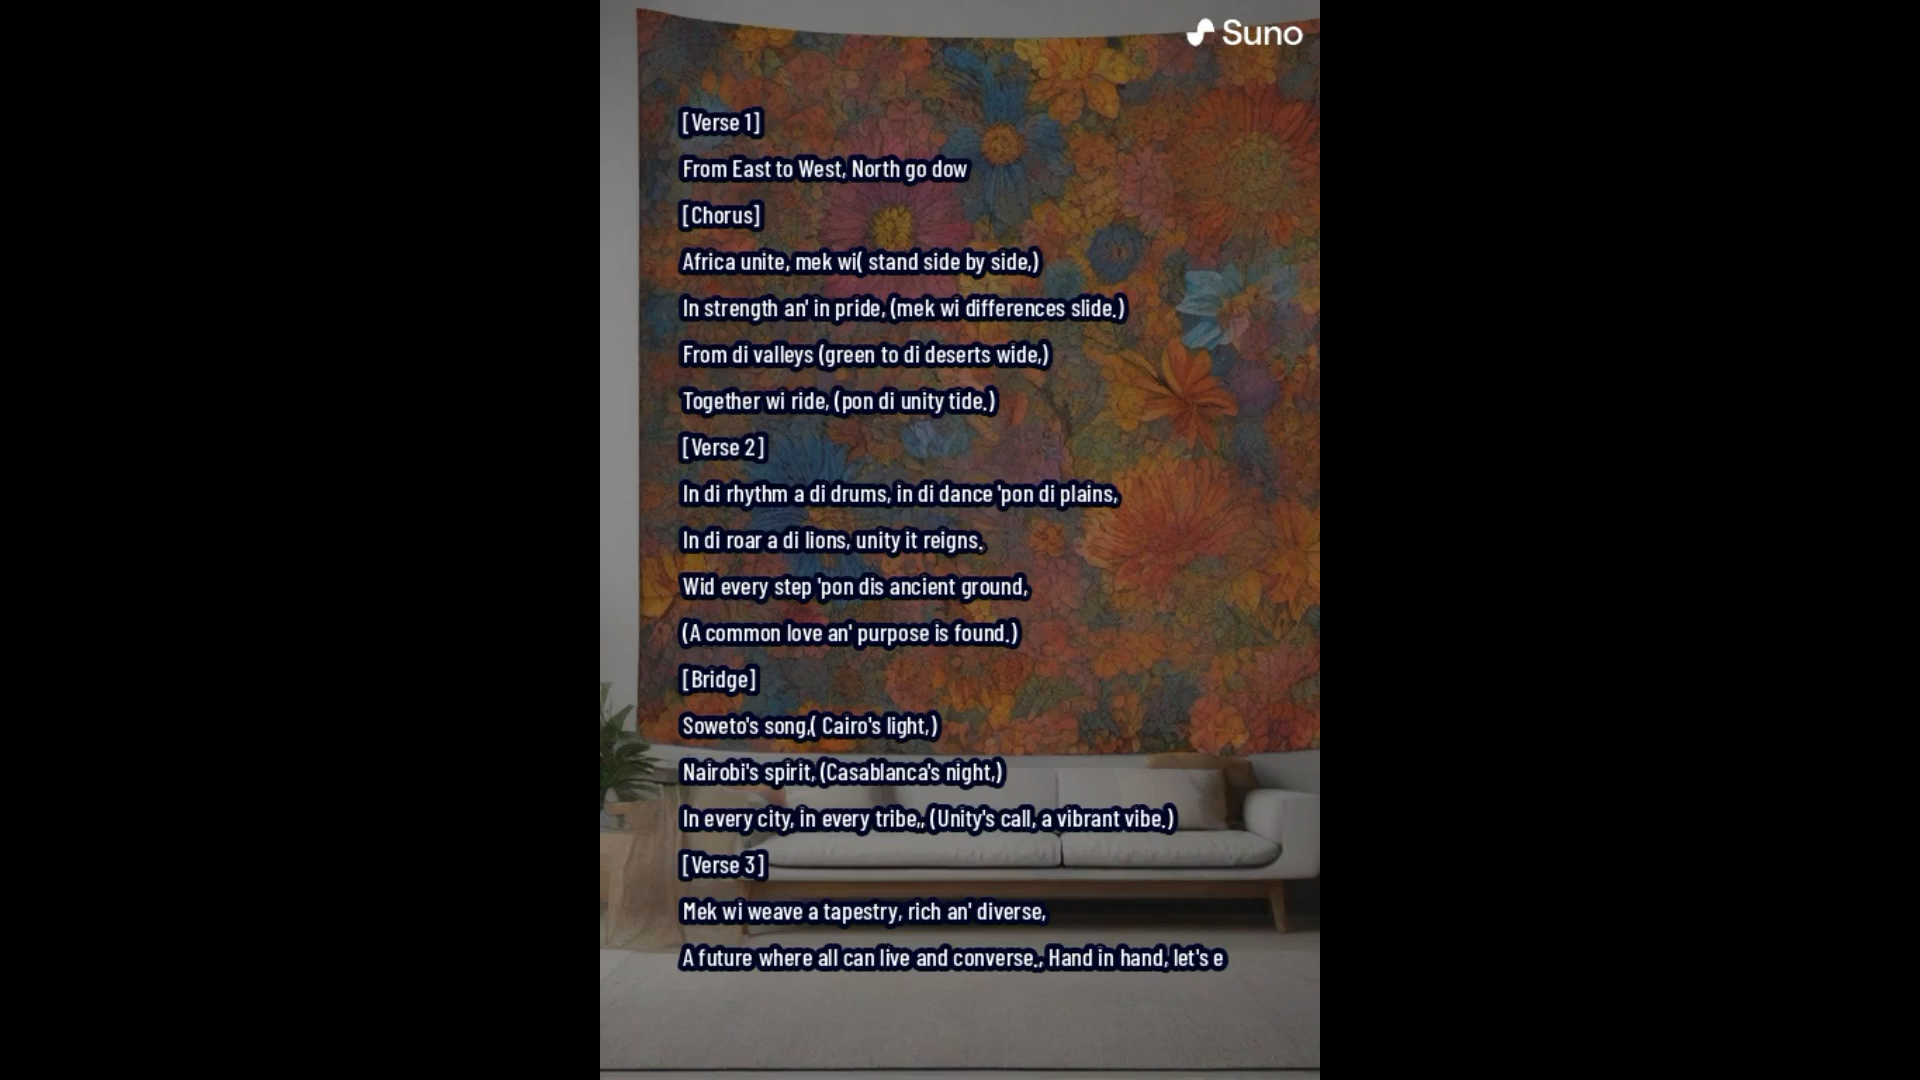 Suno
[Verse 1]
From East to West, North go dow
[Chorus]
Africa unite, mek wi( stand side by side,)
In strength an' in pride, (mek wi differences slide.)
From di valleys (green to di deserts wide,)
Together wi ride, (pon di unity tide.)
[Verse 2]
In di rhythm a di drums, in di dance 'pon di plains,
In di roar a di lions, unity it reigns.
Wid every step 'pon dis ancient ground,
(A common love an' purpose is found.)
[Bridge]
Soweto's song,( Cairo's light,)
Nairobi's spirit, (Casablanca's night,)
In every city, in every tribe,, (Unity's call, a vibrant vibe.)
[Verse 3]
Mek wi weave a tapestry, rich an' diverse,
A future where all can live and converse., Hand in hand, let's e